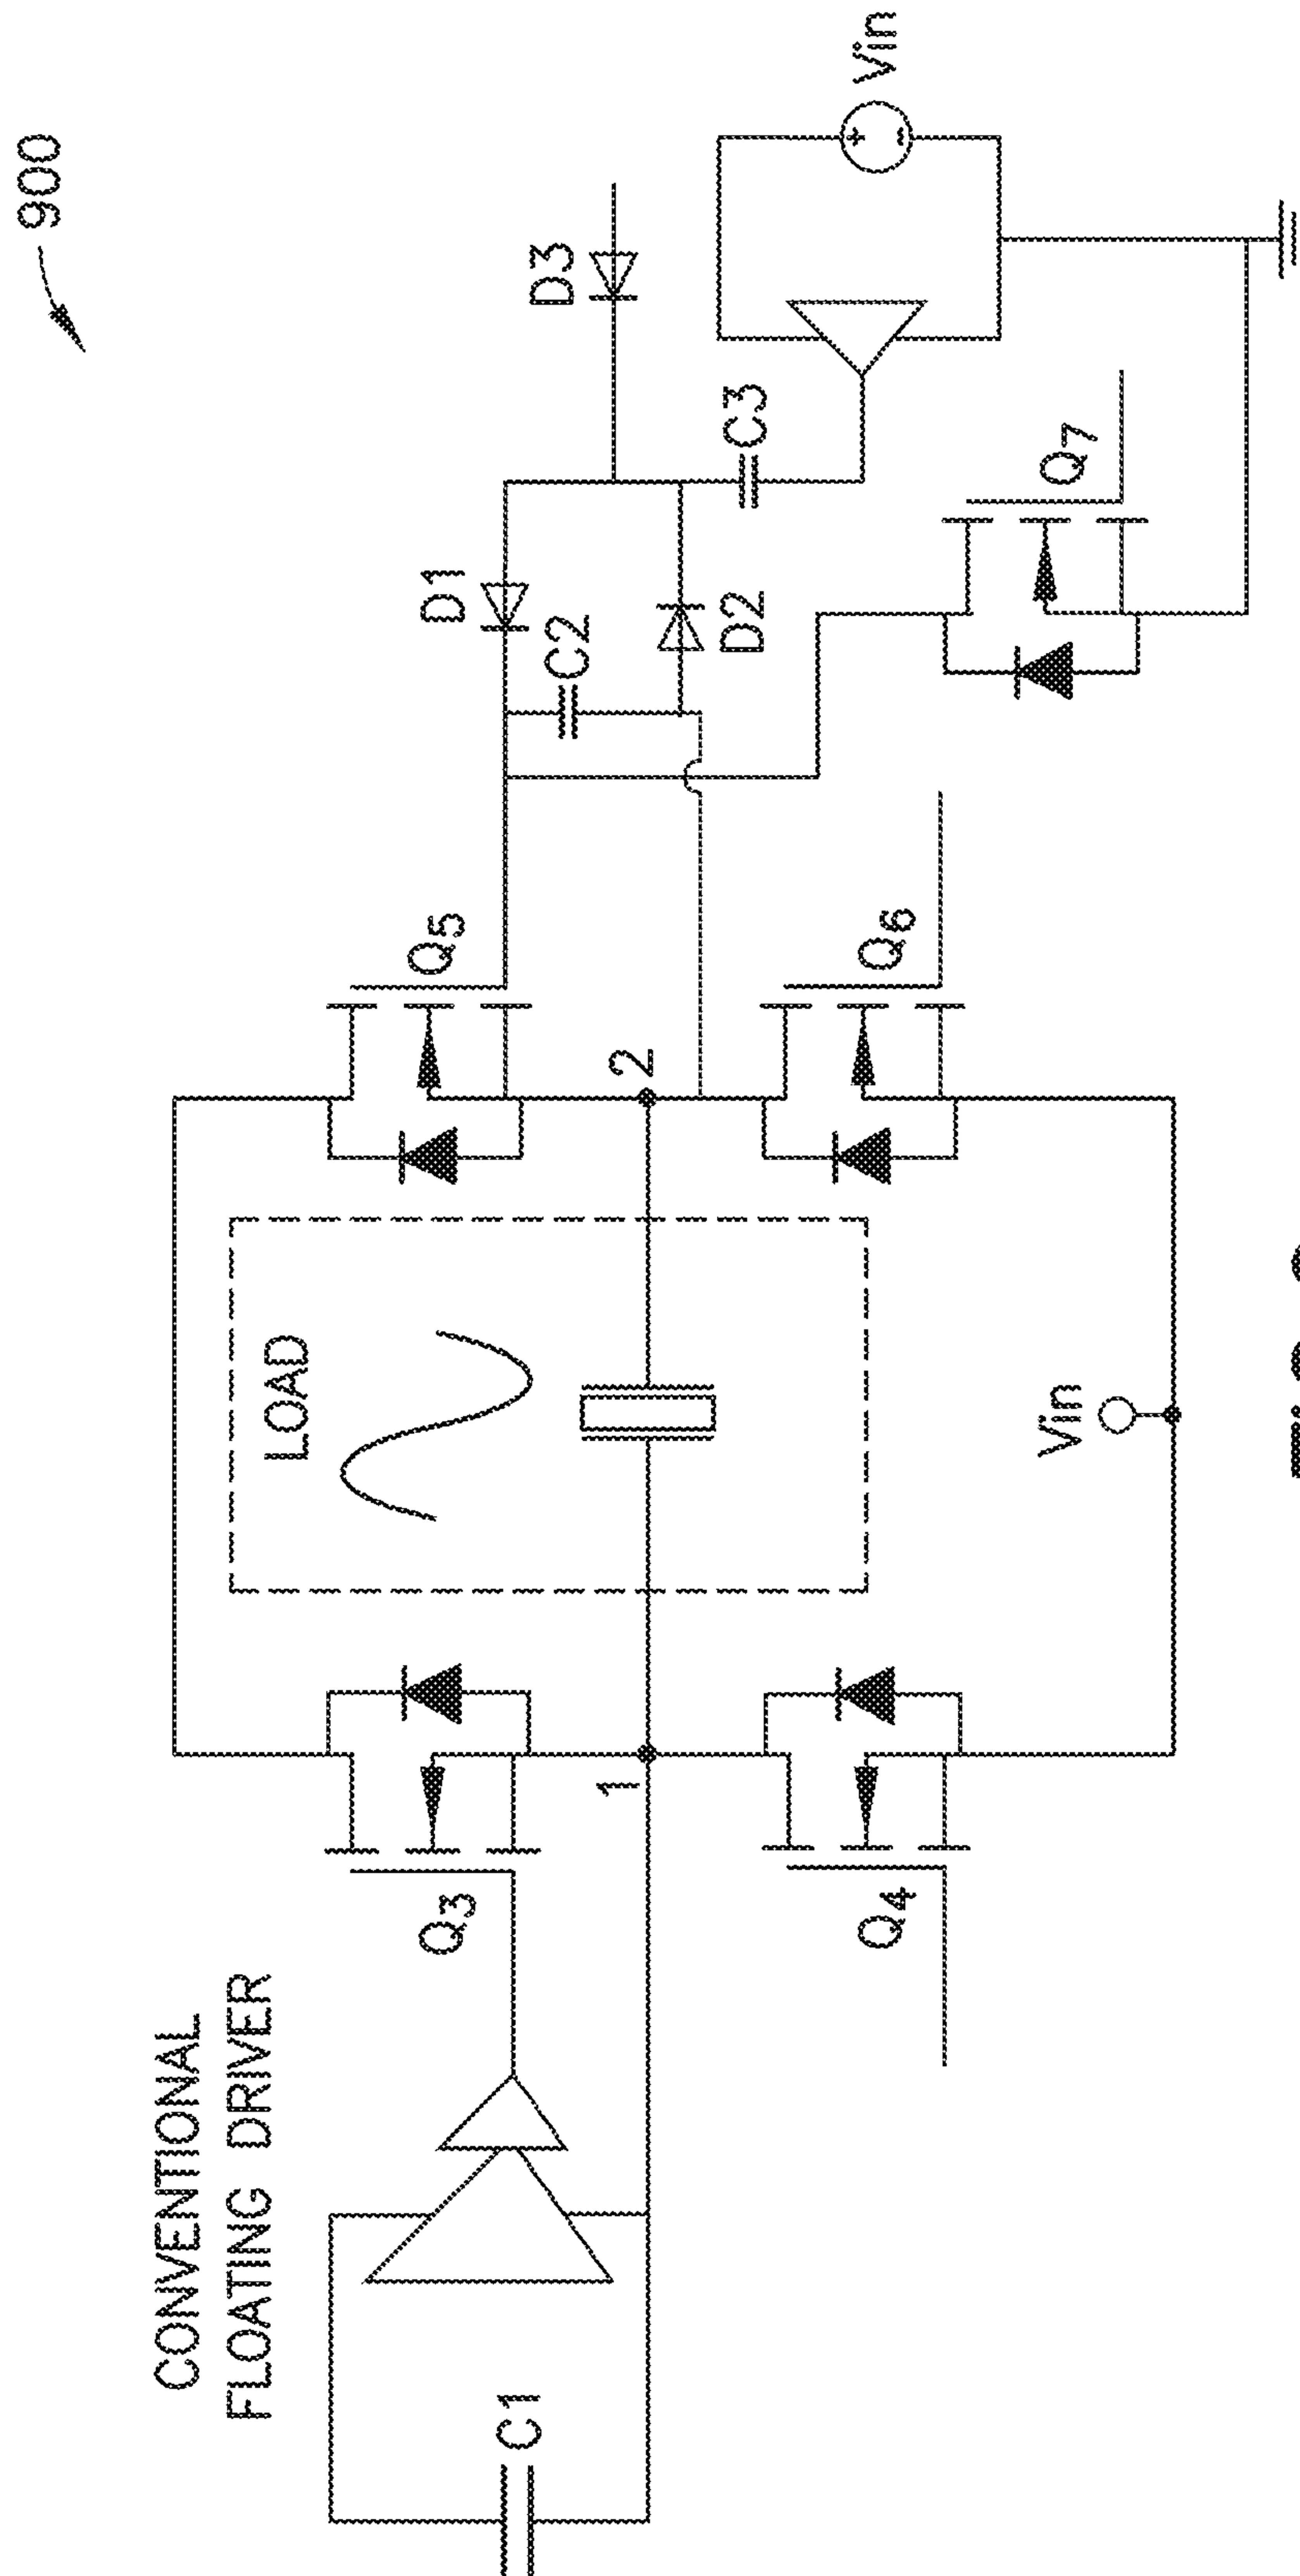 900
CONVENTIONAL
FLOATING DRIVER
C1
Q3
Q4
1
LOAD
Vin
2
Q5
Q6
D1
C2
D2
D3
C3
Q7
+
-
Vin